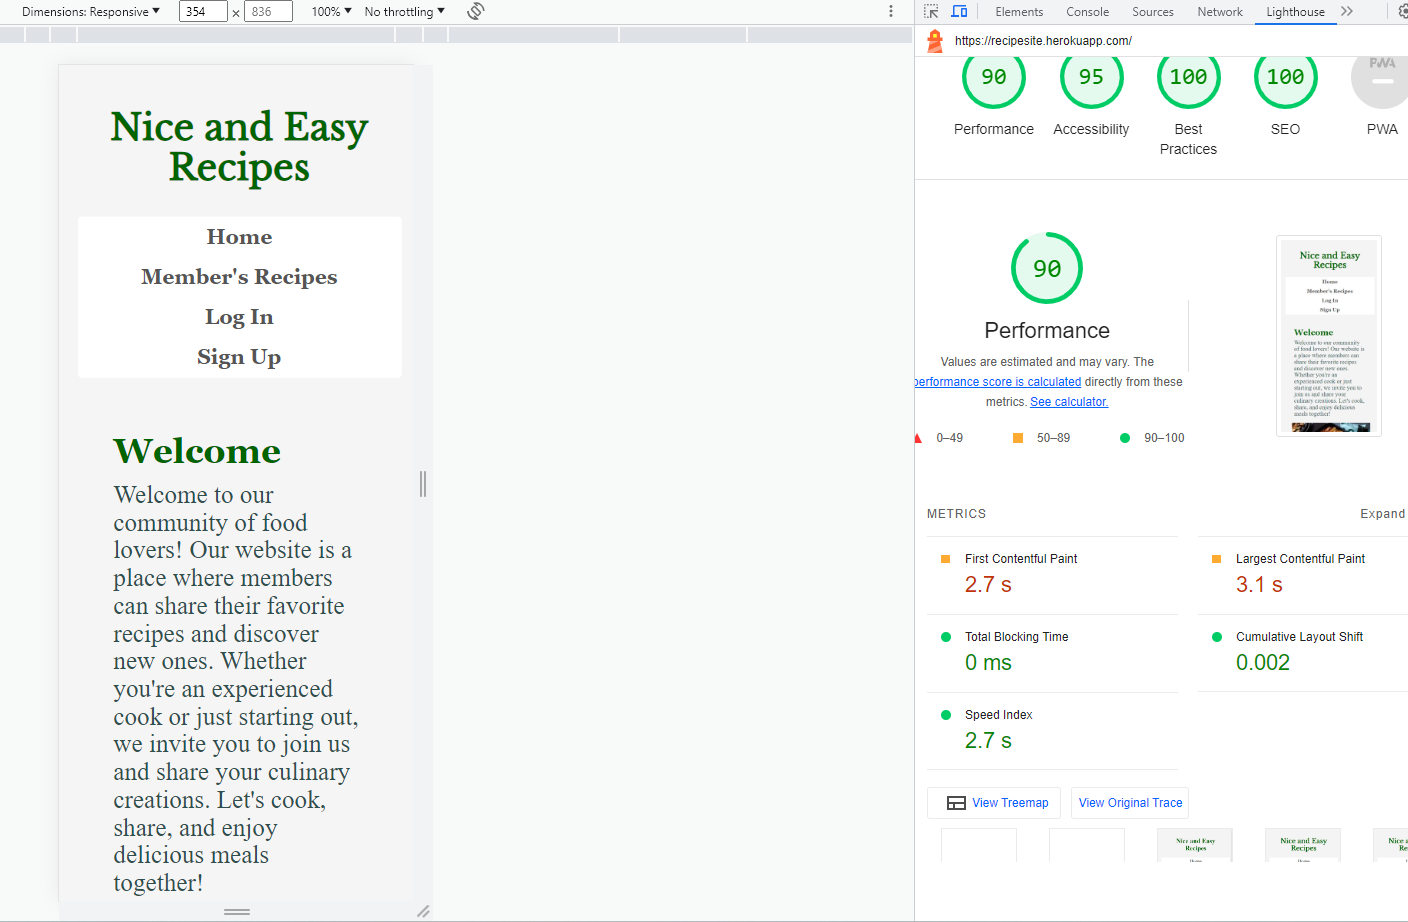 Dimensions: Responsive ▼ 354 × 836 100% ▼ No throttling ▼
Elements Console Sources Network Lighthouse
https://recipesite.herokuapp.com/
Nice and Easy
Recipes
Home
Member's Recipes
Log In
Sign Up
Welcome
Welcome to our
community of food
lovers! Our website is a
place where members
can share their favorite
recipes and discover
new ones. Whether
you're an experienced
cook or just starting out,
we invite you to join us
and share your culinary
creations. Let's cook,
share, and enjoy
delicious meals
together!
90 95 100 100 PWA
Performance Accessibility Best SEO PWA
Practices
90
Performance
Values are estimated and may vary. The
performance score is calculated directly from these
metrics. See calculator.
0–49 50–89 90–100
Nice and Easy
Recipes
Home
Member's Recipes
Log In
Sign Up
Welcome
Welcome to our community
of food lovers! Our website is
a place where members can
share their favorite recipes
and discover new ones.
Whether you're an
experienced cook or just
starting out, we invite you to
join us and share your
culinary creations. Let's cook,
share, and enjoy delicious
meals together!
METRICS Expand
First Contentful Paint
2.7 s
Largest Contentful Paint
3.1 s
Total Blocking Time
0 ms
Cumulative Layout Shift
0.002
Speed Index
2.7 s
View Treemap View Original Trace
Nice and Easy
Recipes
Home
Nice and Easy
Recipes
Home
Nice and E
Reci